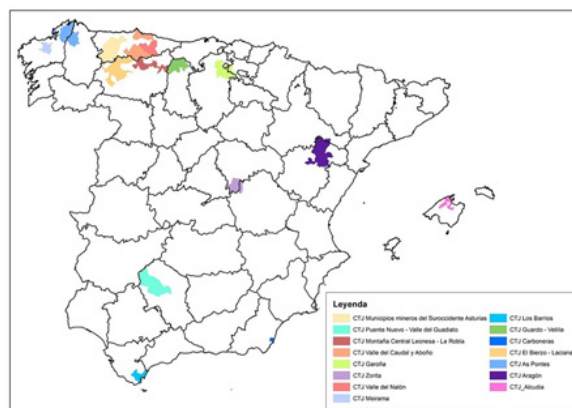 Leyenda
CTJ Municipios mineros del Suroccidente Asturias
CTJ Puente Nuevo - Valle del Guadiato
CTJ Montaña Central Leonesa - La Robla
CTJ Valle del Caudal y Aboño
CTJ Garoña
CTJ Zorita
CTJ Valle del Nalón
CTJ Meirama
CTJ Los Barrios
CTJ Guardo - Velilla
CTJ Carboneras
CTJ El Bierzo - Laciana
CTJ As Pontes
CTJ Aragón
CTJ_Alcudia